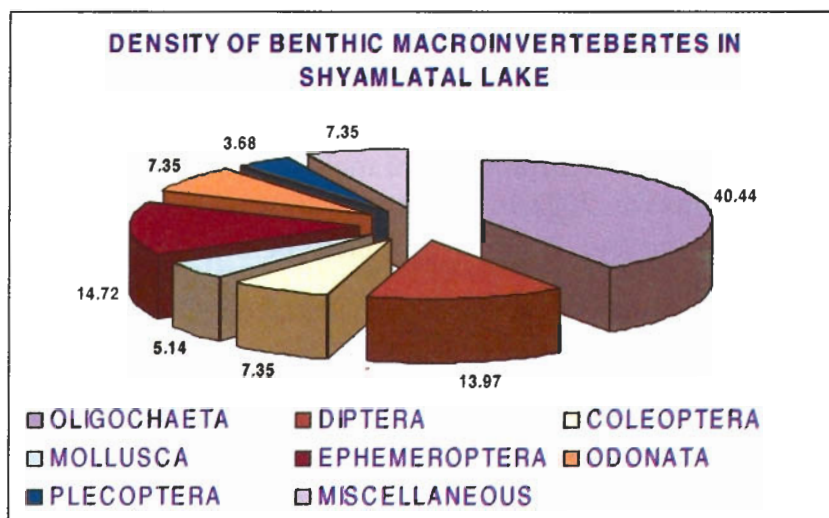 DENSITY OF BENTHIC MACROINVERTEBERTES IN
SHYAMLATAL LAKE
7.35
3.68
7.35
40.44
14.72
5.14
7.35
13.97
OLIGOCHAETA DIPTERA COLEOPTERA
MOLLUSCA EPHEMEROPTERA ODONATA
PLECOPTERA MISCELLANEOUS